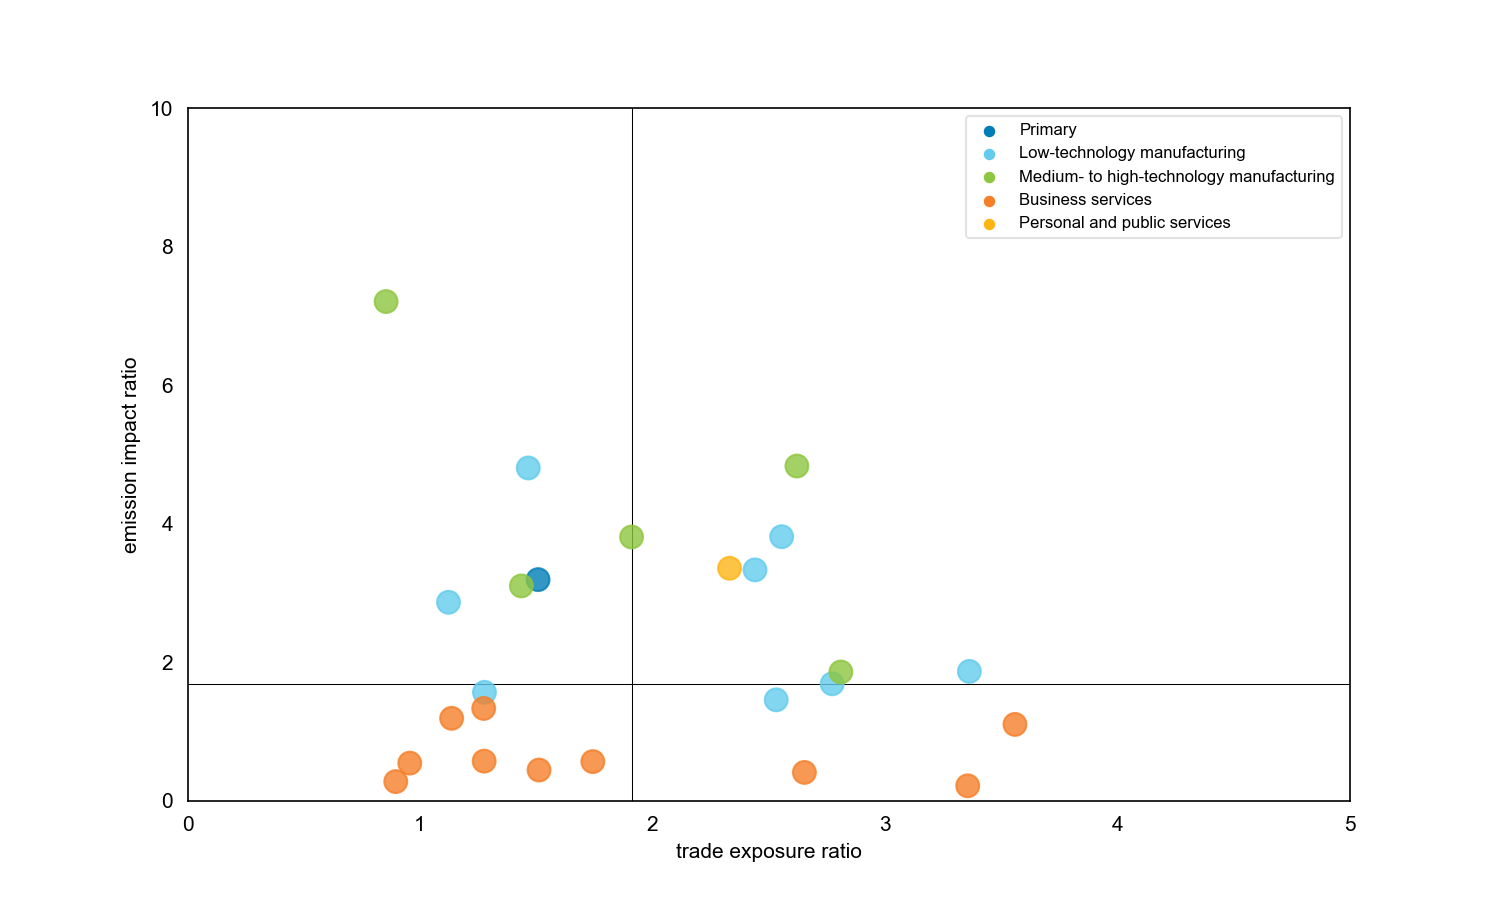 10
8
6
4
2
0
emission impact ratio
Primary
Low-technology manufacturing
Medium- to high-technology manufacturing
Business services
Personal and public services
0 1 2 3 4 5
trade exposure ratio